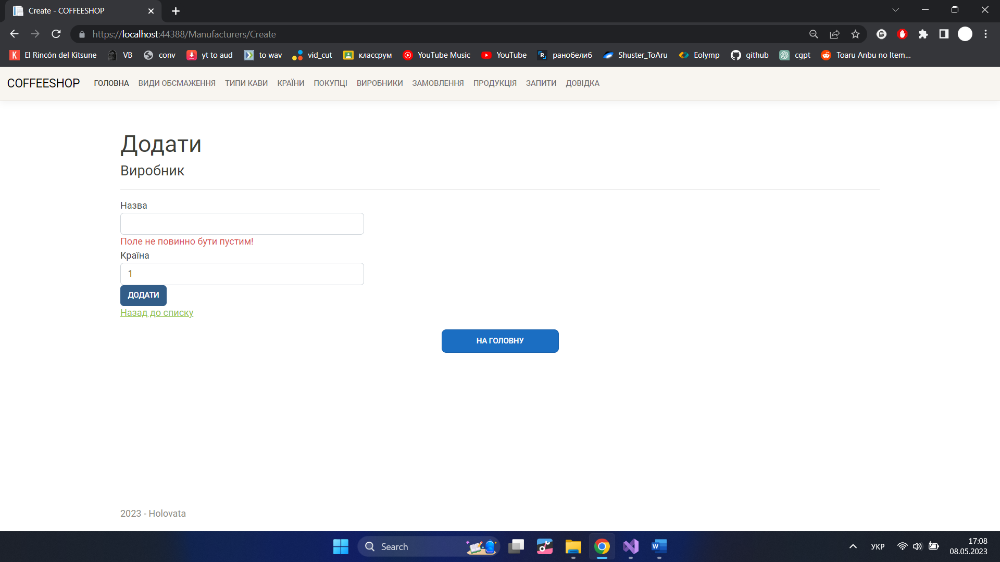 Create - COFFEESHOP
https://localhost:44388/Manufacturers/Create
El Rincón del Kitsune VB conv yt to aud to wav vid_cut классрум YouTube Music YouTube ранобелиб Shuster_ToAru Eolymp github cgpt Toaru Anbu no Item...
COFFEESHOP ГОЛОВНА ВИДИ ОБСМАЖЕННЯ ТИПИ КАВИ КРАЇНИ ПОКУПЦІ ВИРОБНИКИ ЗАМОВЛЕННЯ ПРОДУКЦІЯ ЗАПИТИ ДОВІДКА
Додати
Виробник
Назва
Поле не повинно бути пустим!
Країна
1
ДОДАТИ
Назад до списку
НА ГОЛОВНУ
2023 - Holovata
Search
УКР
17:08
08.05.2023